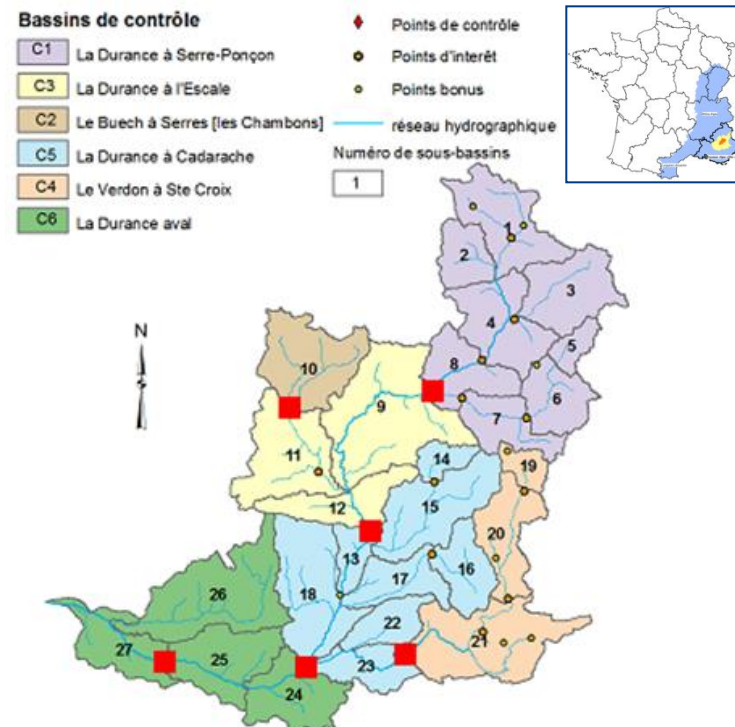 Bassins de contrôle
C1 La Durance à Serre-Ponçon
C3 La Durance à l'Escale
C2 Le Buech à Serres [les Chambons]
C5 La Durance à Cadarache
C4 Le Verdon à Ste Croix
C6 La Durance aval
Points de contrôle
Points d'interêt
Points bonus
réseau hydrographique
Numéro de sous-bassins
1
N
1
2
3
4
5
8
6
10
9
7
11
14
19
12
15
20
13
16
17
18
26
22
21
27
25
23
24